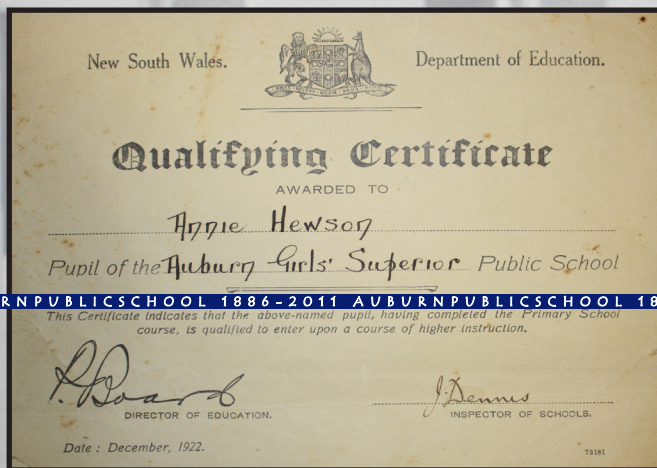 New South Wales. Department of Education.
Qualifying Certificate
AWARDED TO
Annie Hewson
Pupil of the Auburn Girls' Superior Public School
RNPUBLICSCHOOL 1886-2011 AUBURNPUBLICSCHOOL 18
This Certificate indicates that the above-named pupil, having completed the Primary School
course, is qualified to enter upon a course of higher instruction.
P. Board
J. Dennis
DIRECTOR OF EDUCATION. INSPECTOR OF SCHOOLS.
Date : December, 1922.
73181